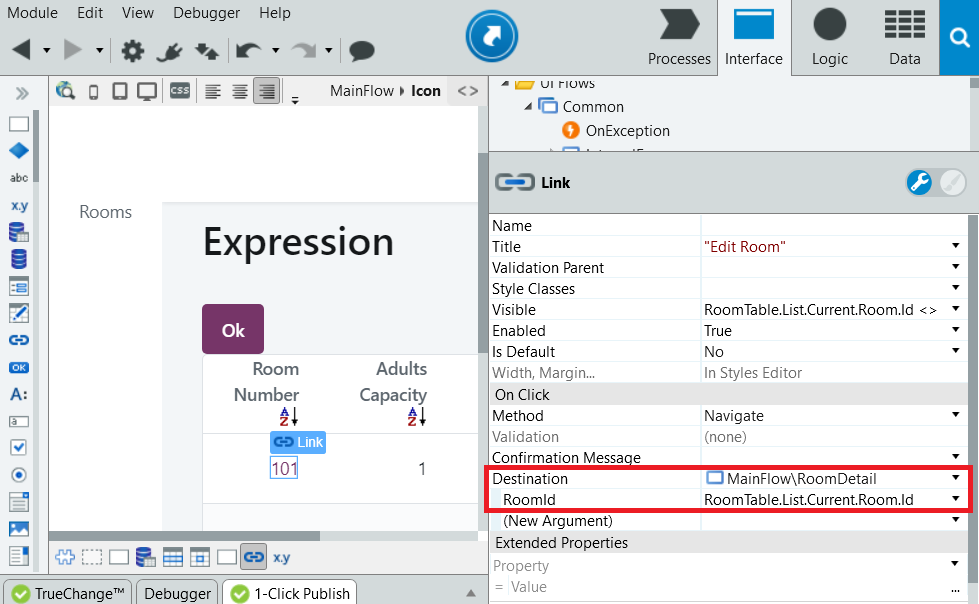 Module Edit View Debugger Help
Processes Interface Logic Data
CSS MainFlow Icon <>
UI Flows
Common
OnException
abc
x.y
OK
A:
a
Rooms
Expression
Ok
Room Number
Adults Capacity
A Z
A Z
Link
101 1
x.y
TrueChange™ Debugger 1-Click Publish
Link
Name
Title "Edit Room"
Validation Parent
Style Classes
Visible RoomTable.List.Current.Room.Id <>
Enabled True
Is Default No
Width, Margin... In Styles Editor
On Click
Method Navigate
Validation (none)
Confirmation Message
Destination MainFlow\RoomDetail
RoomId RoomTable.List.Current.Room.Id
(New Argument)
Extended Properties
Property
= Value ...